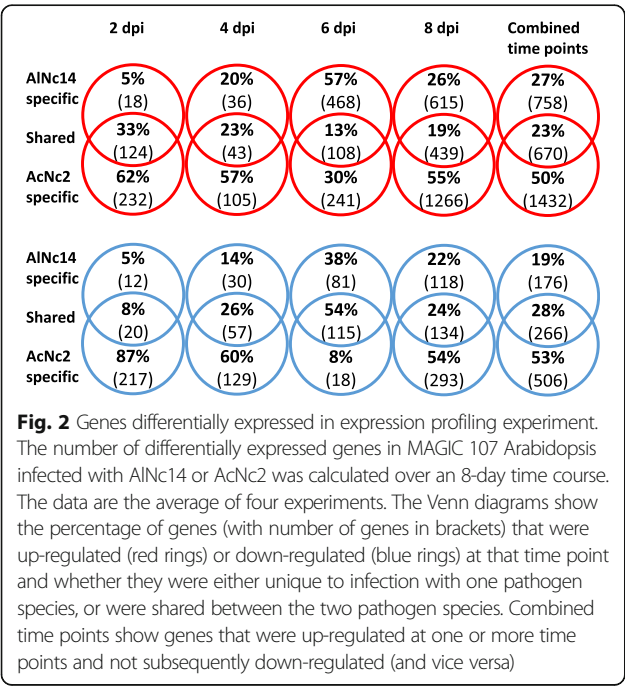 2 dpi 4 dpi 6 dpi 8 dpi Combined time points
AlNc14 specific 5% 20% 57% 26% 27%
(18) (36) (468) (615) (758)
Shared 33% 23% 13% 19% 23%
(124) (43) (108) (439) (670)
AcNc2 specific 62% 57% 30% 55% 50%
(232) (105) (241) (1266) (1432)
AlNc14 specific 5% 14% 38% 22% 19%
(12) (30) (81) (118) (176)
Shared 8% 26% 54% 24% 28%
(20) (57) (115) (134) (266)
AcNc2 specific 87% 60% 8% 54% 53%
(217) (129) (18) (293) (506)
Fig. 2 Genes differentially expressed in expression profiling experiment.
The number of differentially expressed genes in MAGIC 107 Arabidopsis
infected with AlNc14 or AcNc2 was calculated over an 8-day time course.
The data are the average of four experiments. The Venn diagrams show
the percentage of genes (with number of genes in brackets) that were
up-regulated (red rings) or down-regulated (blue rings) at that time point
and whether they were either unique to infection with one pathogen
species, or were shared between the two pathogen species. Combined
time points show genes that were up-regulated at one or more time
points and not subsequently down-regulated (and vice versa)